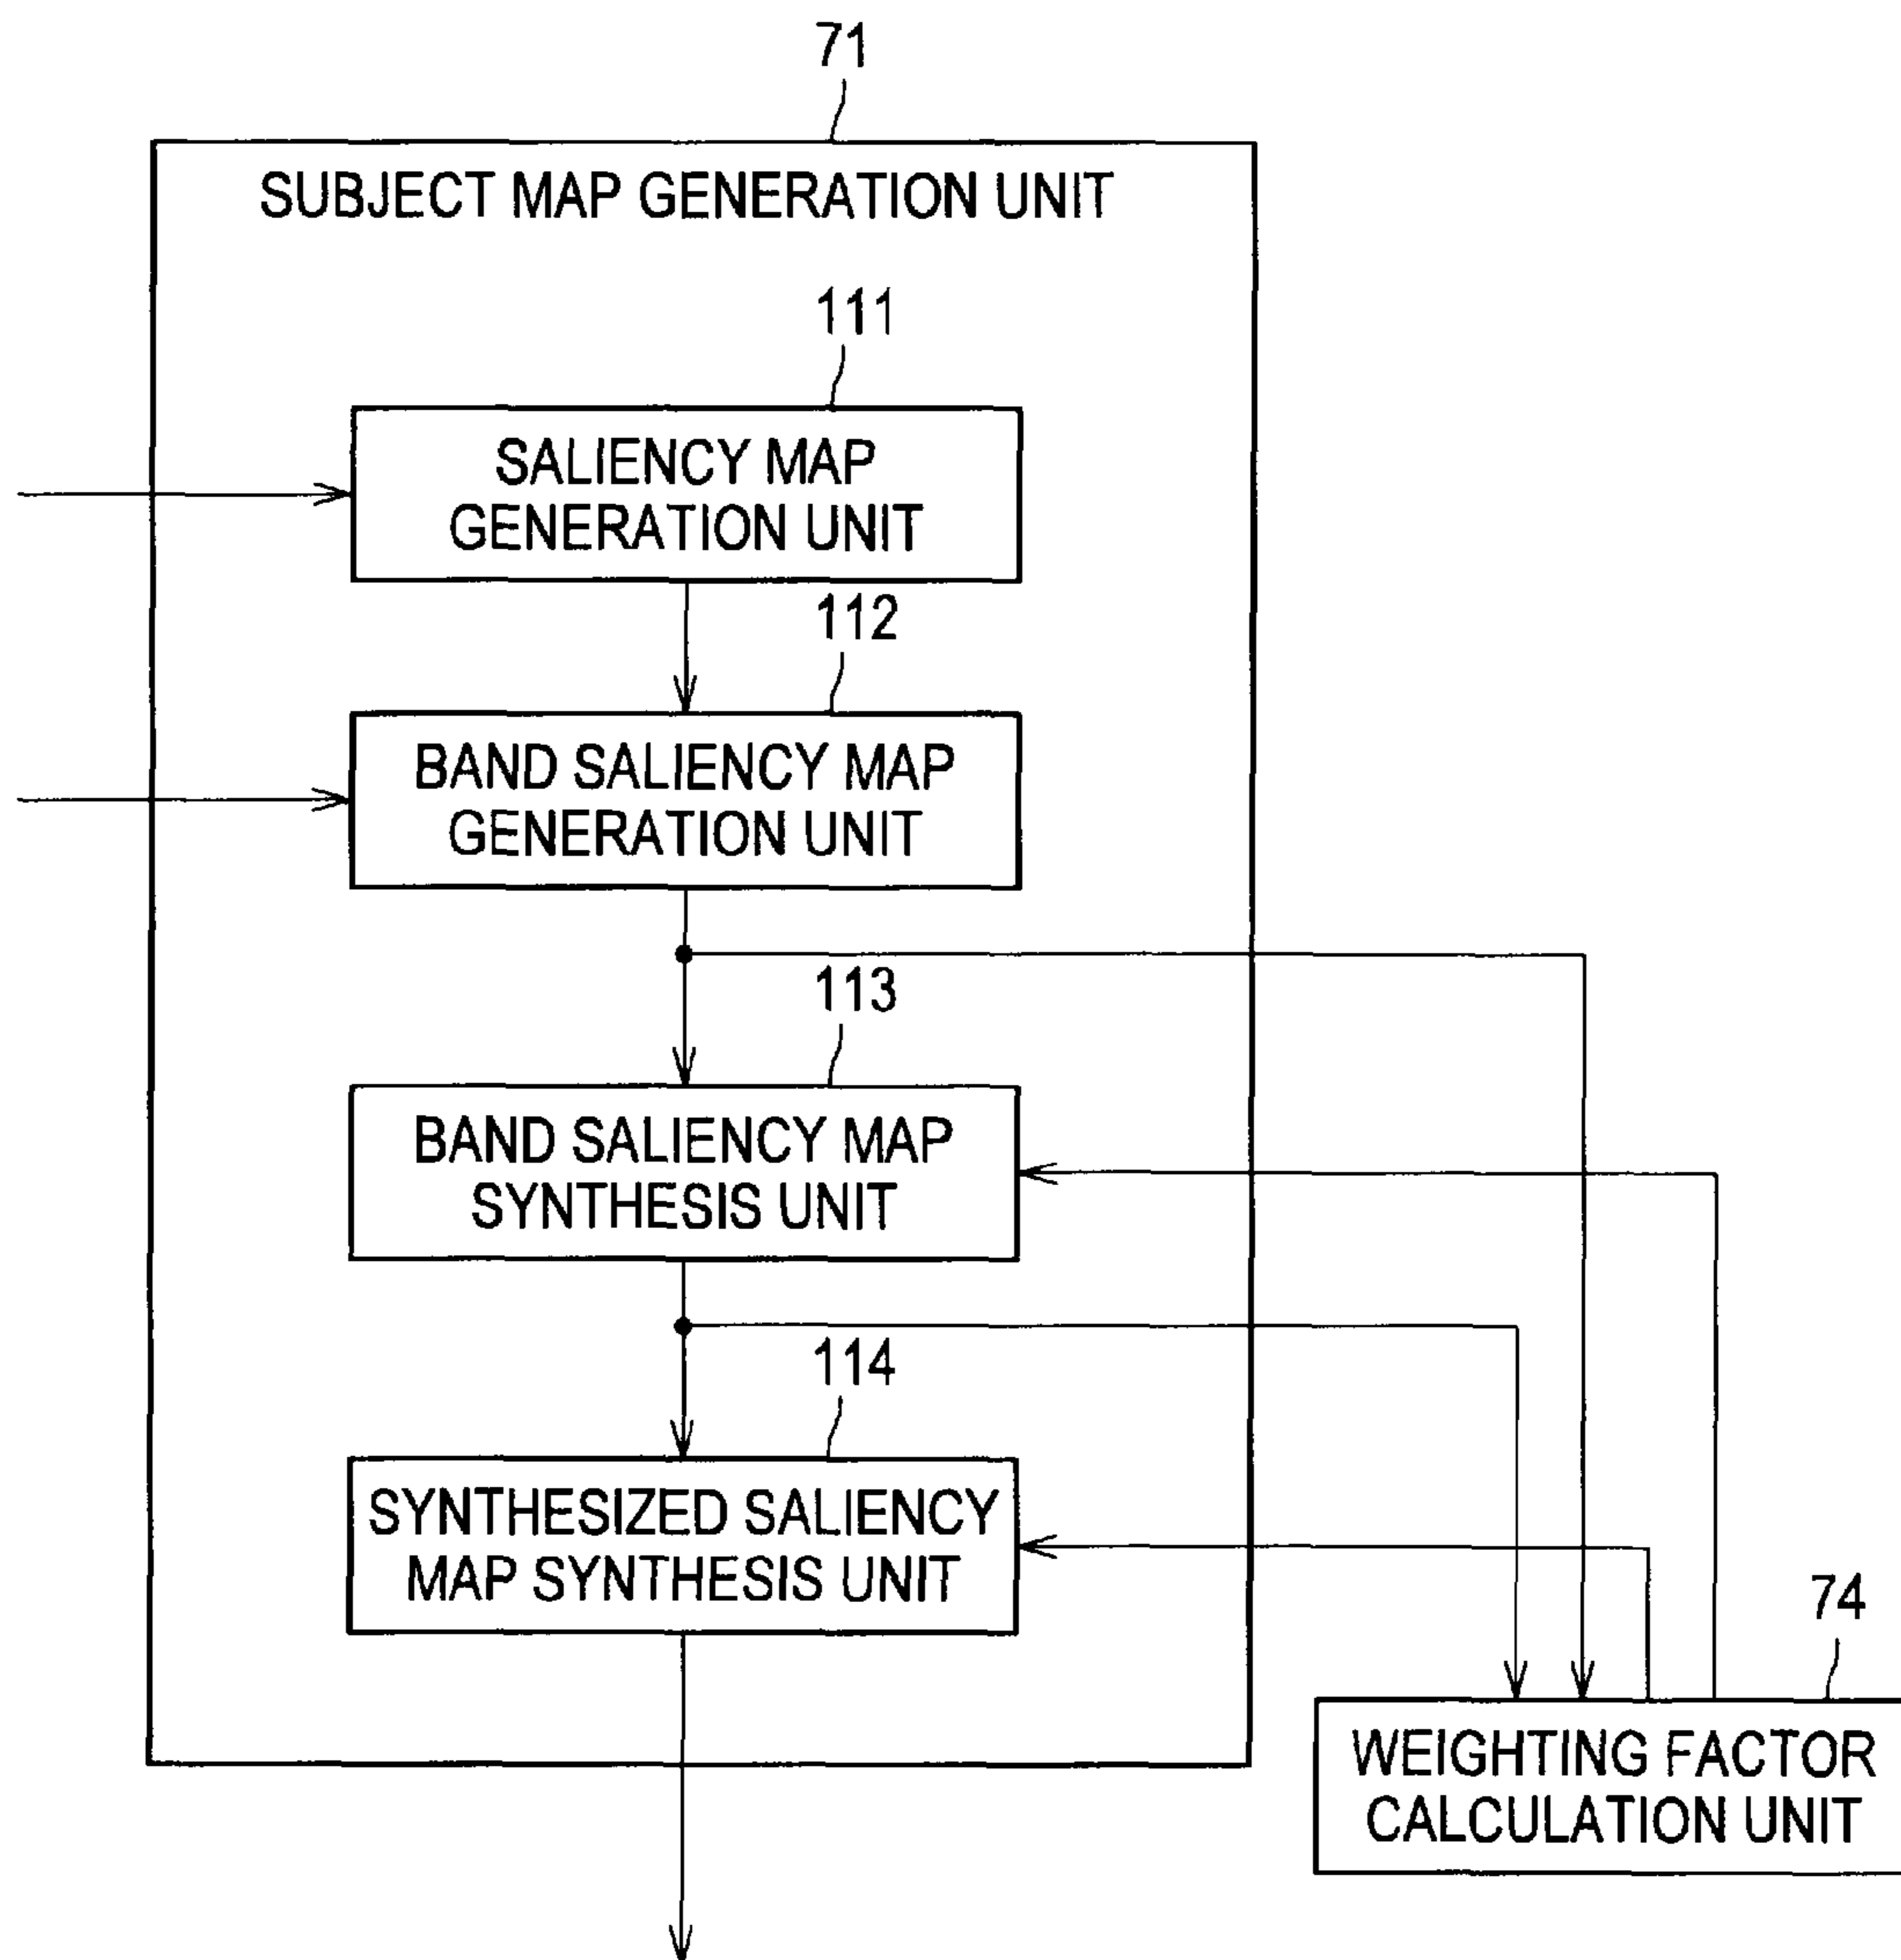 71
SUBJECT MAP GENERATION UNIT
111
SALIENCY MAP
GENERATION UNIT
112
BAND SALIENCY MAP
GENERATION UNIT
113
BAND SALIENCY MAP
SYNTHESIS UNIT
114
SYNTHESIZED SALIENCY
MAP SYNTHESIS UNIT
74
WEIGHTING FACTOR
CALCULATION UNIT